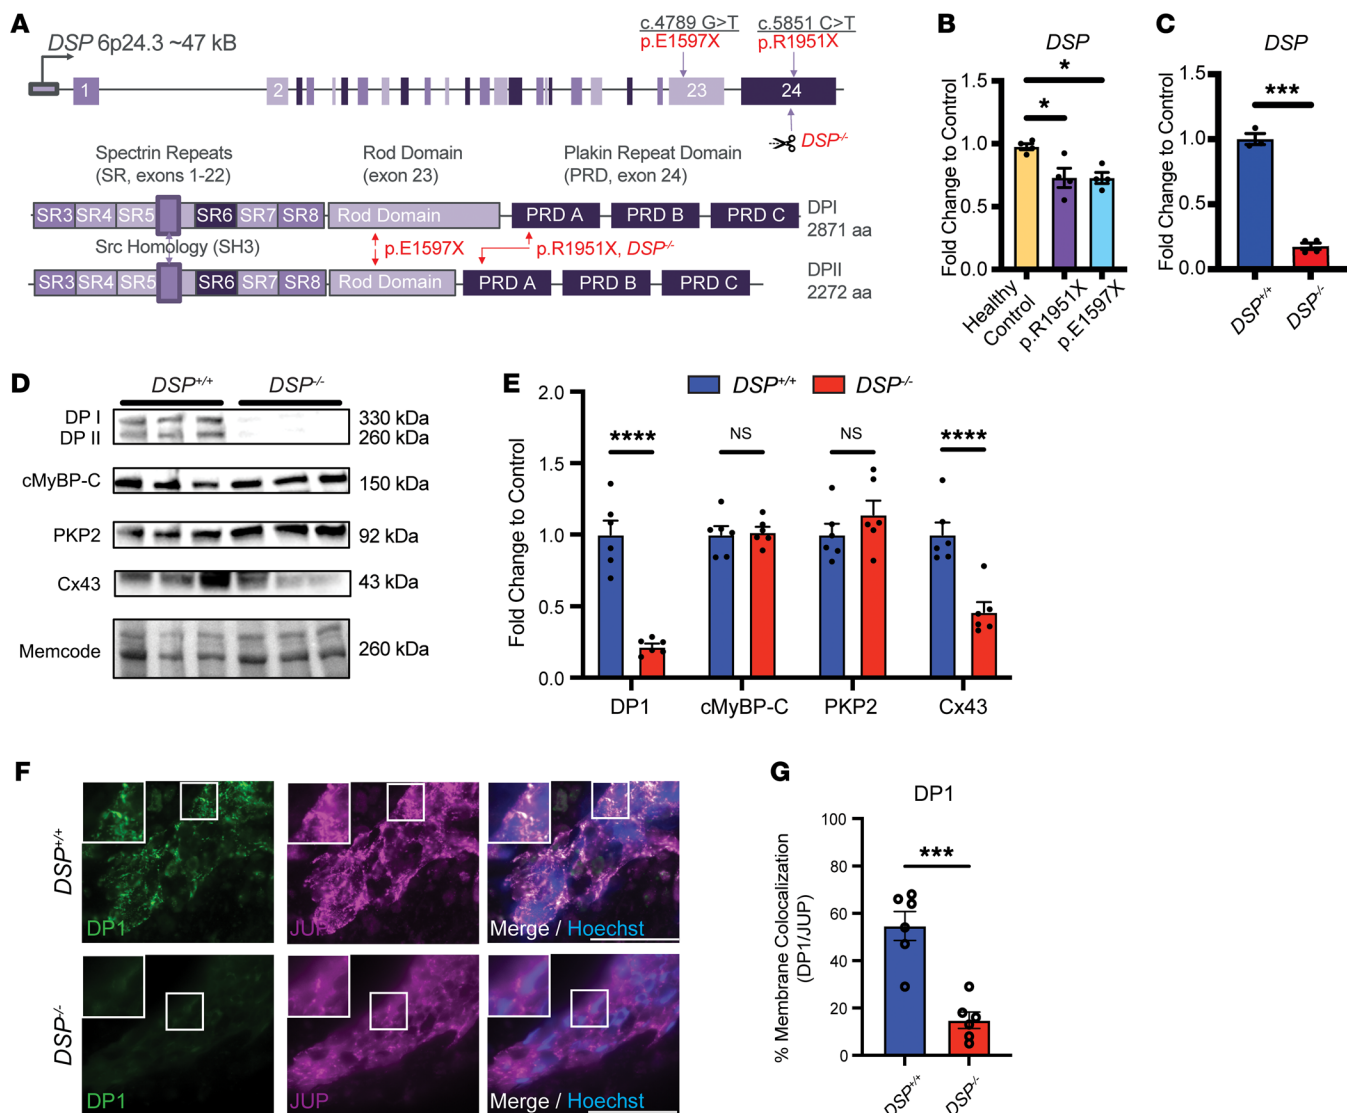 A
DSP 6p24.3 ~47 kB
c.4789 G>T
p.E1597X
c.5851 C>T
p.R1951X
1
2
23
24
DSP-/-
Spectrin Repeats
(SR, exons 1-22)
Rod Domain
(exon 23)
Plakin Repeat Domain
(PRD, exon 24)
SR3 SR4 SR5 SR6 SR7 SR8 Rod Domain PRD A PRD B PRD C
DPI
2871 aa
Src Homology (SH3)
p.E1597X
p.R1951X, DSP-/-
SR3 SR4 SR5 SR6 SR7 SR8 Rod Domain PRD A PRD B PRD C
DPII
2272 aa
B
DSP
Fold Change to Control
1.5
1.0
0.5
0.0
*
*
Healthy
Control
p.R1951X
p.E1597X
C
DSP
Fold Change to Control
1.5
1.0
0.5
0.0
***
DSP+/+
DSP-/-
D
DSP+/+
DSP-/-
DP I
330 kDa
DP II
260 kDa
cMyBP-C
150 kDa
PKP2
92 kDa
Cx43
43 kDa
Memcode
260 kDa
E
DSP+/+
DSP-/-
Fold Change to Control
2.0
1.5
1.0
0.5
0.0
****
NS
NS
****
DP1
cMyBP-C
PKP2
Cx43
F
DSP+/+
DP1
JUP
Merge / Hoechst
DSP-/-
DP1
JUP
Merge / Hoechst
G
DP1
% Membrane Colocalization
(DP1/JUP)
100
80
60
40
20
0
***
DSP+/+
DSP-/-